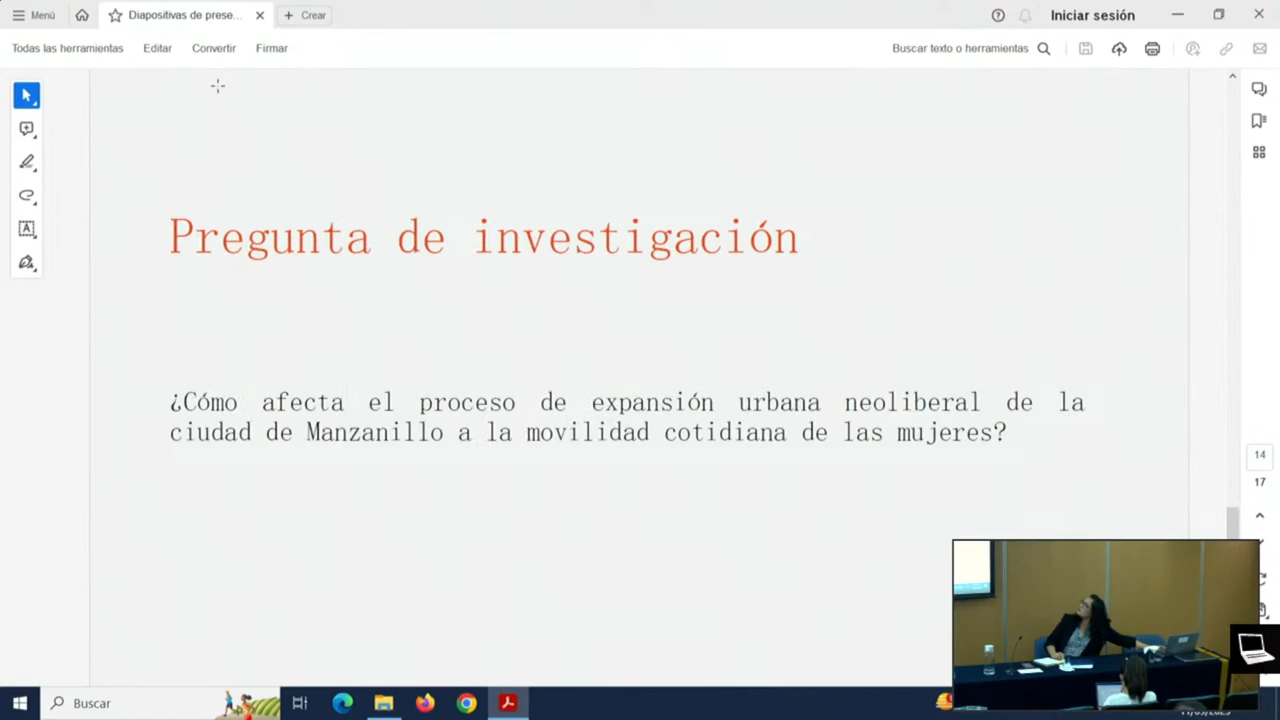 Menú
Diapositivas de prese...
Crear
Iniciar sesión
Todas las herramientas
Editar
Convertir
Firmar
Buscar texto o herramientas
Pregunta de investigación
¿Cómo afecta el proceso de expansión urbana neoliberal de la
ciudad de Manzanillo a la movilidad cotidiana de las mujeres?
14
17
Buscar